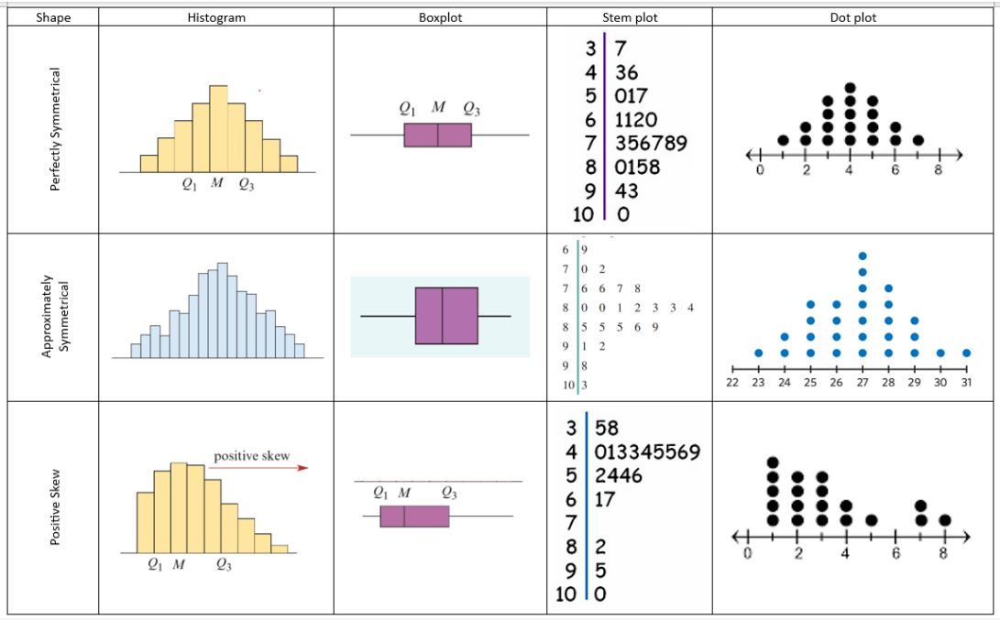 Shape Histogram Boxplot Stem plot Dot plot
Perfectly Symmetrical
Q₁ M Q₃
Q₁ M Q₃
3 | 7
4 | 36
5 | 017
6 | 1120
7 | 356789
8 | 0158
9 | 43
10 | 0
0 2 4 6 8
Approximately
Symmetrical
6 | 9
7 | 0 2
7 | 6 6 7 8
8 | 0 0 1 2 3 3 4
8 | 5 5 5 6 9
9 | 1 2
9 | 8
10 | 3
22 23 24 25 26 27 28 29 30 31
Positive Skew
positive skew
Q₁ M Q₃
Q₁ M Q₃
3 | 58
4 | 013345569
5 | 2446
6 | 17
7 |
8 | 2
9 | 5
10 | 0
0 2 4 6 8